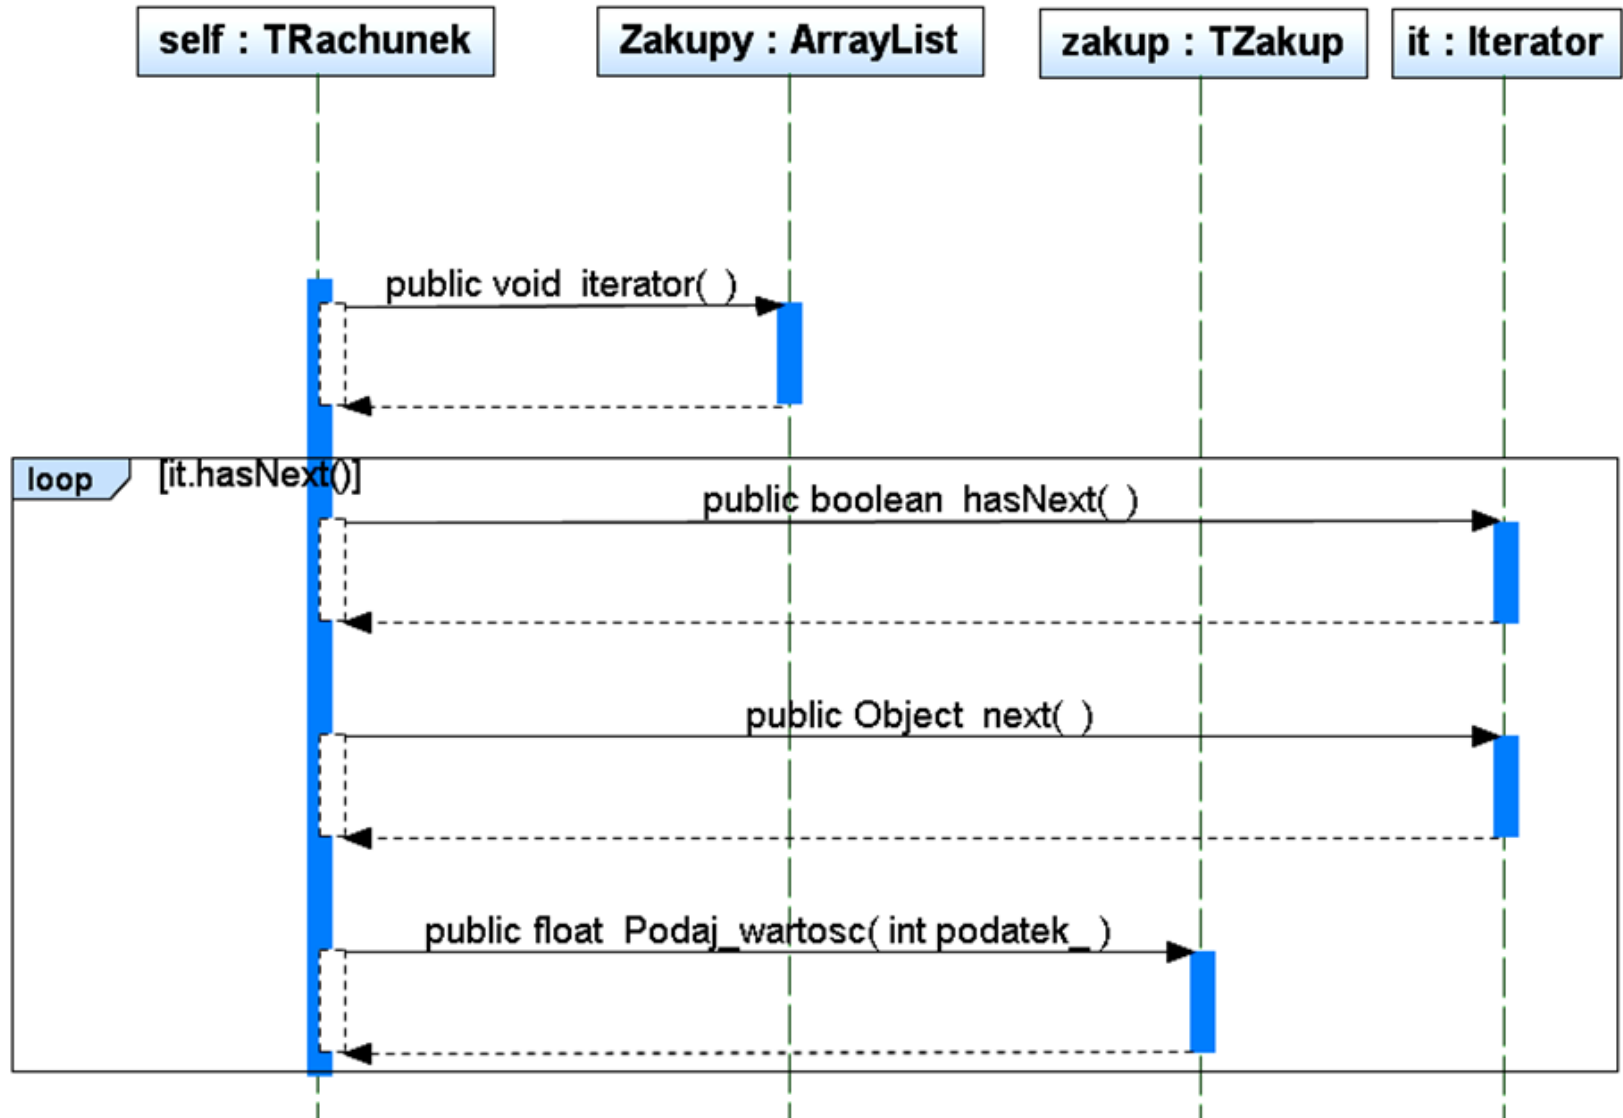 self : TRachunek
Zakupy : ArrayList
zakup : TZakup
it : Iterator
public void  iterator(  )
loop
[it.hasNext()]
public boolean  hasNext(  )
public Object  next(  )
public float  Podaj_wartosc( int podatek_ )